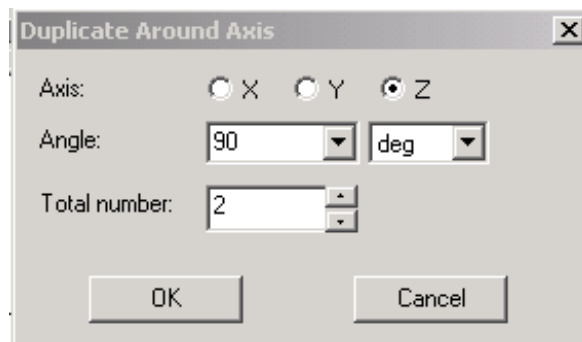 Duplicate Around Axis
Axis: X Y Z
Angle: 90 deg
Total number: 2
OK Cancel